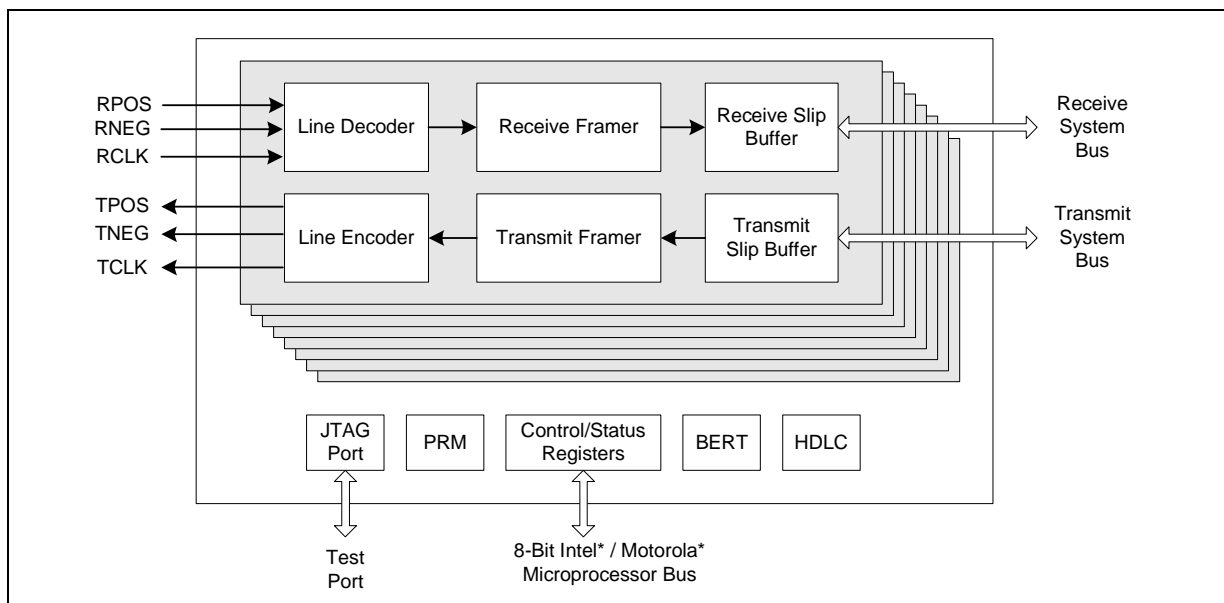 RPOS
RNEG
RCLK
Line Decoder
Receive Framer
Receive Slip
Buffer
Receive
System
Bus
TPOS
TNEG
TCLK
Line Encoder
Transmit Framer
Transmit
Slip Buffer
Transmit
System
Bus
JTAG
Port
PRM
Control/Status
Registers
BERT
HDLC
Test
Port
8-Bit Intel* / Motorola*
Microprocessor Bus